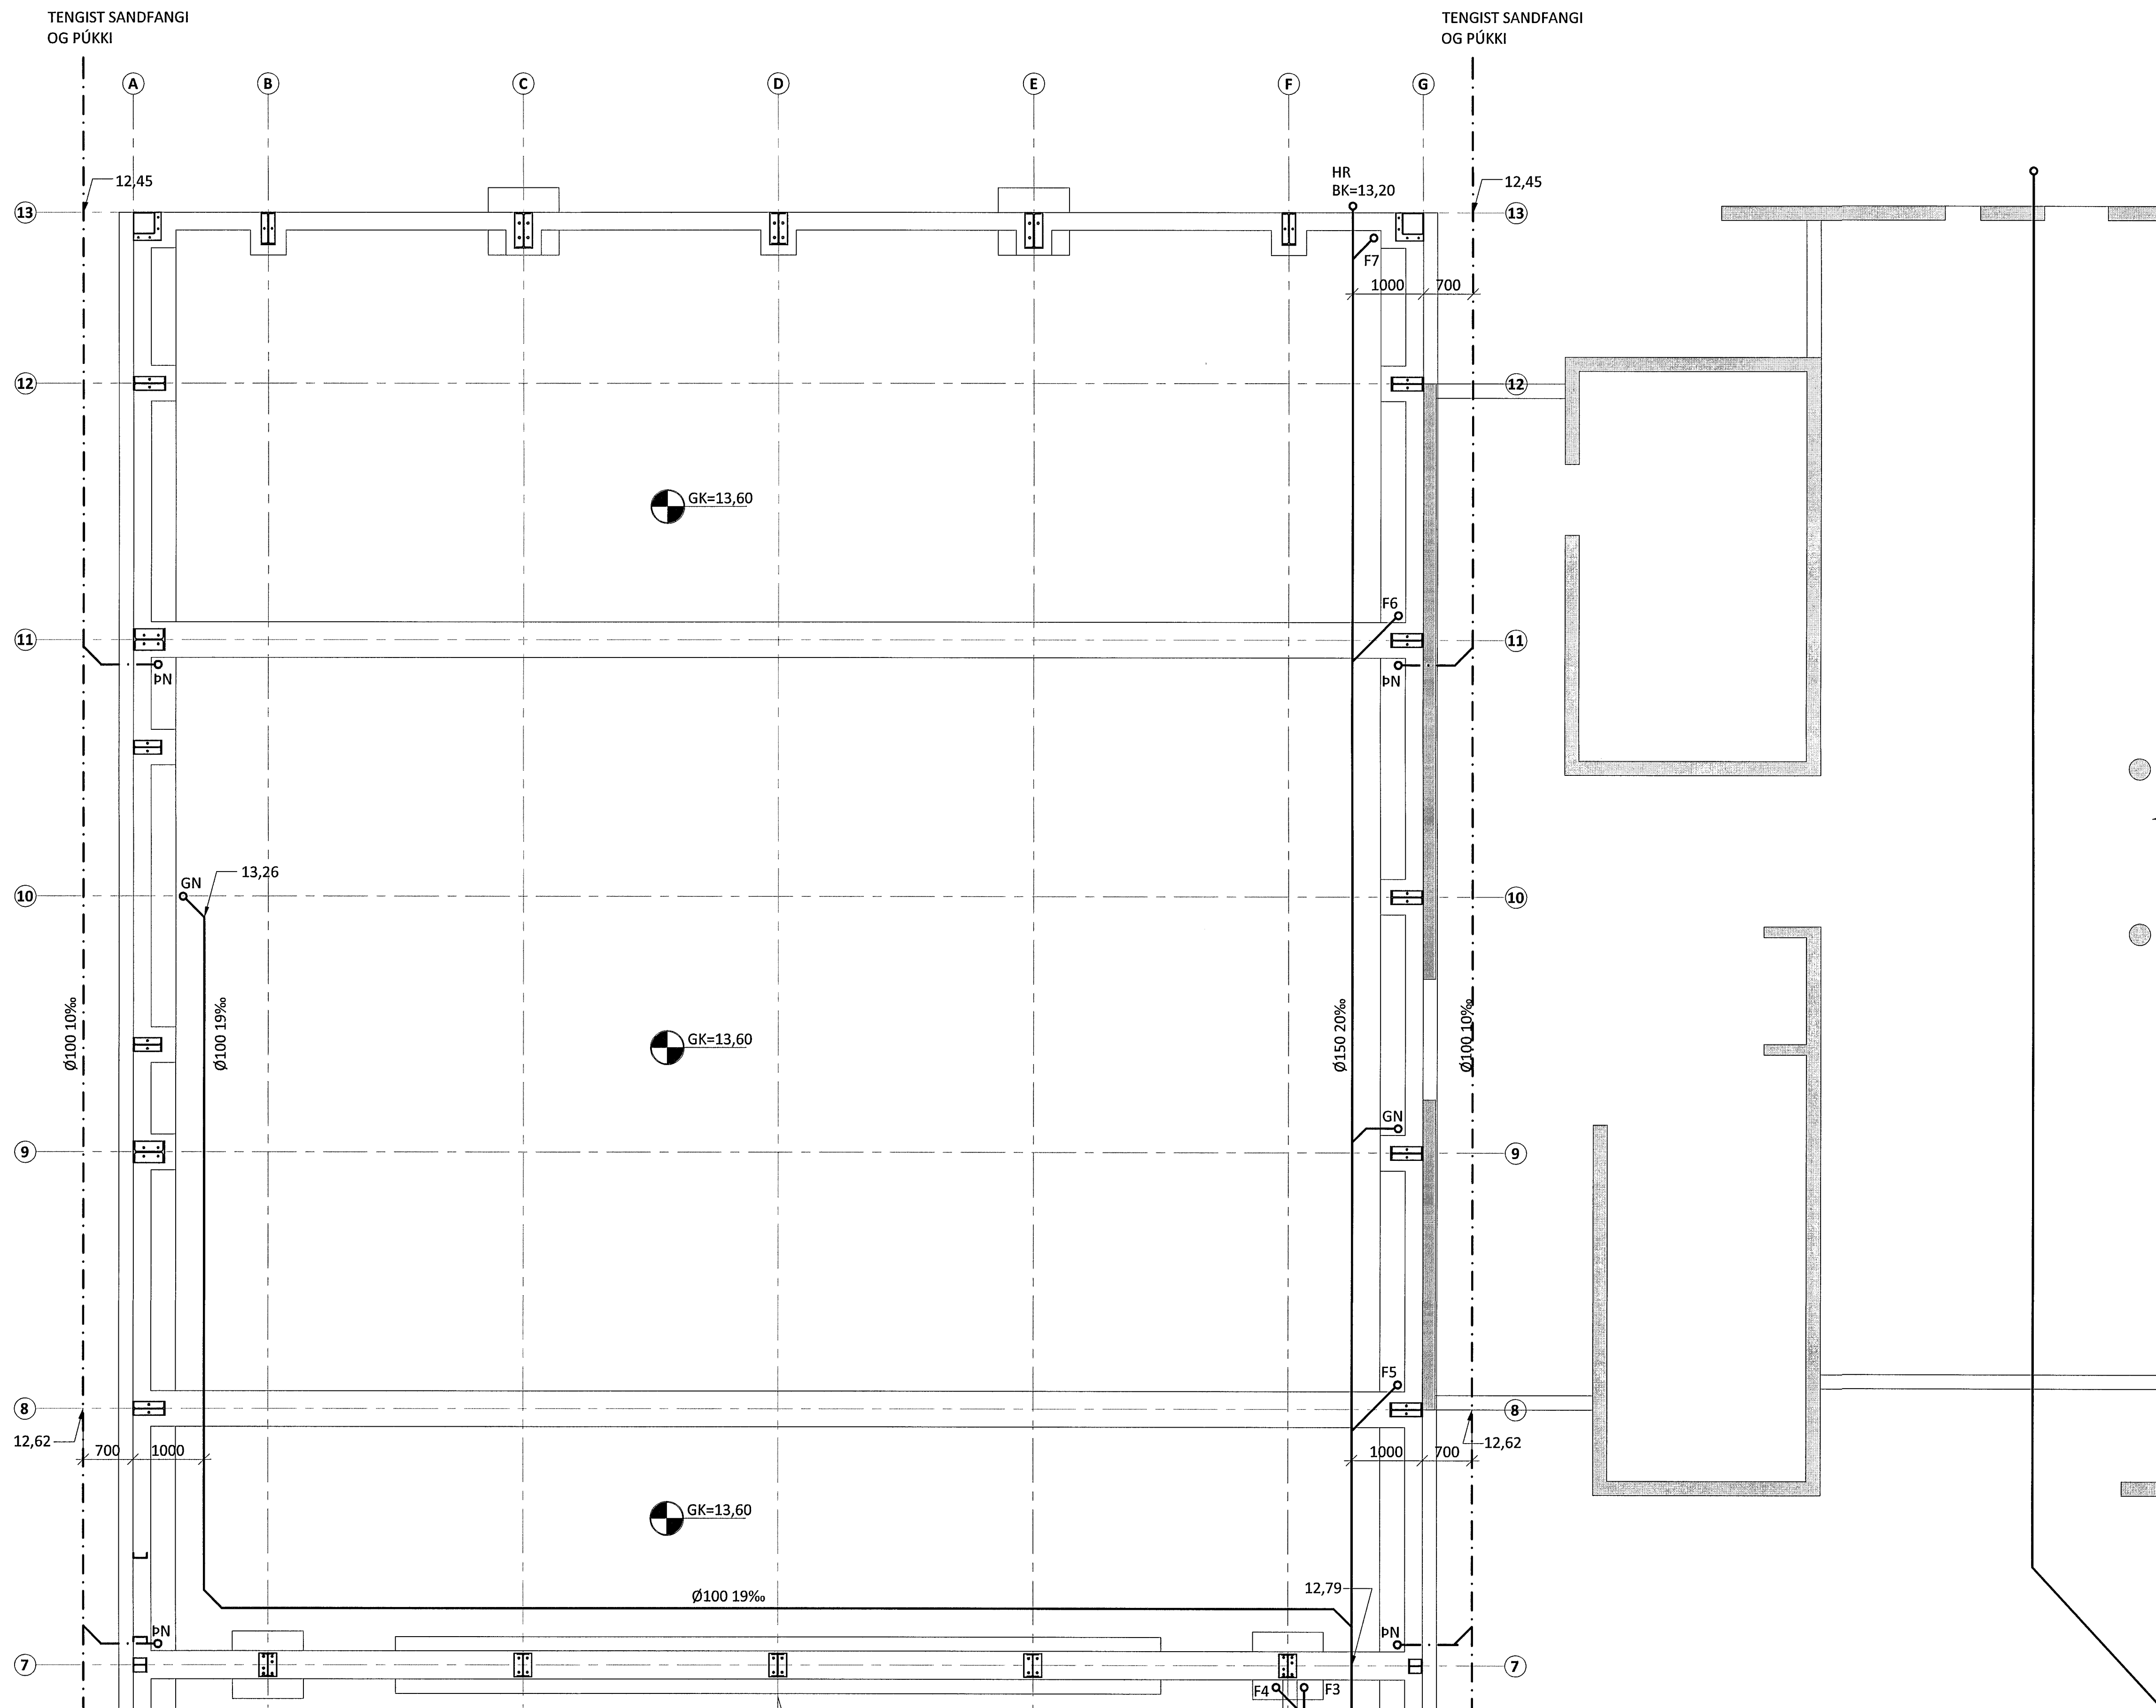 TENGIST SANDFANGI
OG PÚKKI
TENGIST SANDFANGI
OG PÚKKI
A B C D E F G
12,45
HR
BK=13,20
12,45
13 13
F7
1000 700
12 12
GK=13,60
F6
11 11
ÞN ÞN
13,26
GN
10 10
Ø100 10‰
Ø100 19‰
GK=13,60
Ø150 20‰
Ø100 10‰
GN
9 9
F5
8 8
12,62
700 1000
1000 700
12,62
GK=13,60
12,79
Ø100 19‰
ÞN ÞN
7 7
F4 F3